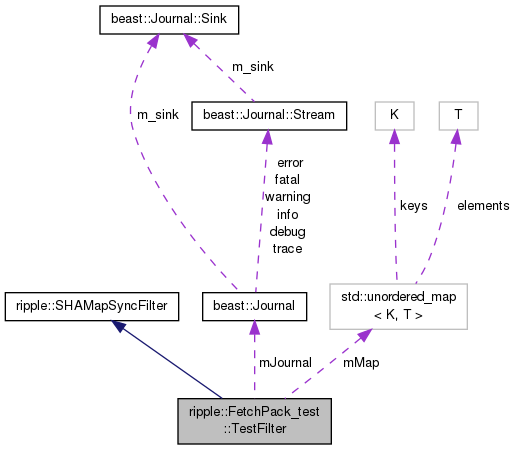 beast::Journal::Sink
m_sink
m_sink
beast::Journal::Stream
K
T
error
fatal
warning
info
debug
trace
keys
elements
ripple::SHAMapSyncFilter
beast::Journal
std::unordered_map
< K, T >
mJournal
mMap
ripple::FetchPack_test
::TestFilter